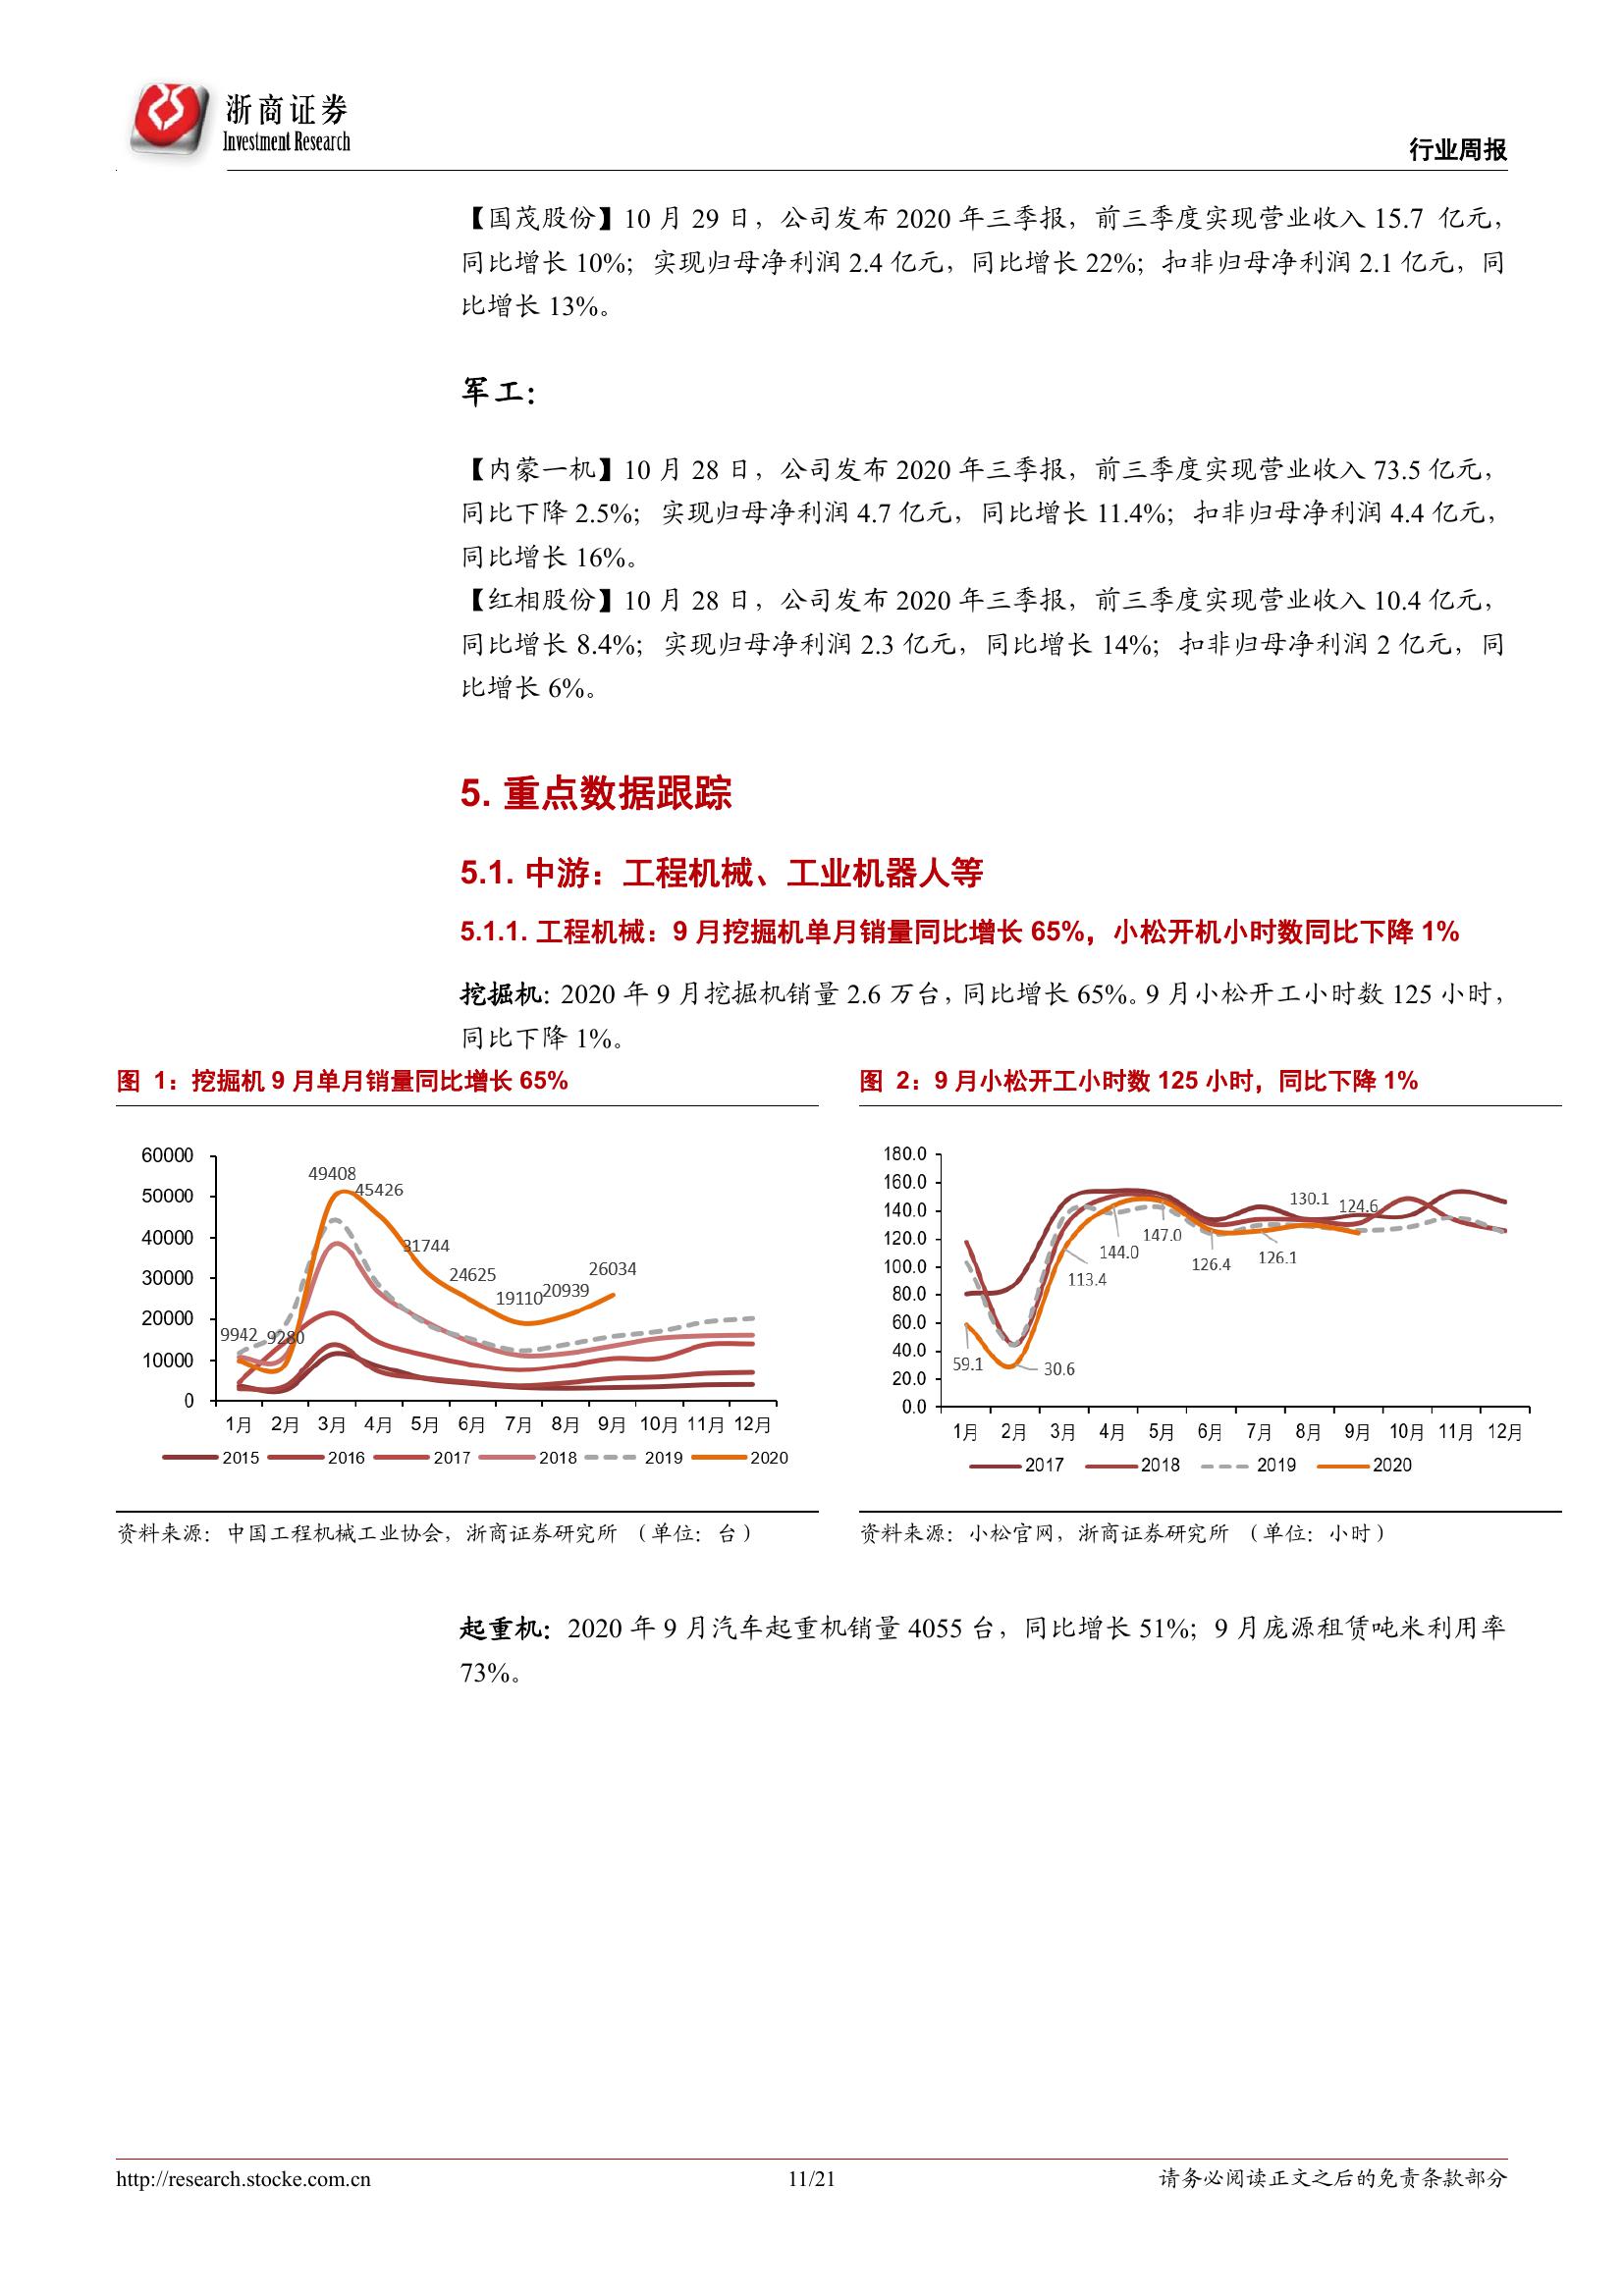 浙商证券
Investment Research
行业周报
【国茂股份】10 月 29 日，公司发布 2020 年三季报，前三季度实现营业收入 15.7 亿元，
同比增长 10%；实现归母净利润 2.4 亿元，同比增长 22%；扣非归母净利润 2.1 亿元，同
比增长 13%。
军工：
【内蒙一机】10 月 28 日，公司发布 2020 年三季报，前三季度实现营业收入 73.5 亿元，
同比下降 2.5%；实现归母净利润 4.7 亿元，同比增长 11.4%；扣非归母净利润 4.4 亿元，
同比增长 16%。
【红相股份】10 月 28 日，公司发布 2020 年三季报，前三季度实现营业收入 10.4 亿元，
同比增长 8.4%；实现归母净利润 2.3 亿元，同比增长 14%；扣非归母净利润 2 亿元，同
比增长 6%。
5. 重点数据跟踪
5.1. 中游：工程机械、工业机器人等
5.1.1. 工程机械：9 月挖掘机单月销量同比增长 65%，小松开机小时数同比下降 1%
挖掘机：2020 年 9 月挖掘机销量 2.6 万台，同比增长 65%。9 月小松开工小时数 125 小时，
同比下降 1%。
图 1：挖掘机 9 月单月销量同比增长 65%
60000
50000
40000
30000
20000
10000
0
49408
45426
31744
24625
19110
20939
26034
9942
9280
1月 2月 3月 4月 5月 6月 7月 8月 9月 10月 11月 12月
2015 2016 2017 2018 2019 2020
资料来源：中国工程机械工业协会，浙商证券研究所 （单位：台）
图 2：9 月小松开工小时数 125 小时，同比下降 1%
180.0
160.0
140.0
120.0
100.0
80.0
60.0
40.0
20.0
0.0
59.1
30.6
113.4
144.0
147.0
126.4
126.1
130.1
124.6
1月 2月 3月 4月 5月 6月 7月 8月 9月 10月 11月 12月
2017 2018 2019 2020
资料来源：小松官网，浙商证券研究所 （单位：小时）
起重机：2020 年 9 月汽车起重机销量 4055 台，同比增长 51%；9 月庞源租赁吨米利用率
73%。
http://research.stocke.com.cn
11/21
请务必阅读正文之后的免责条款部分